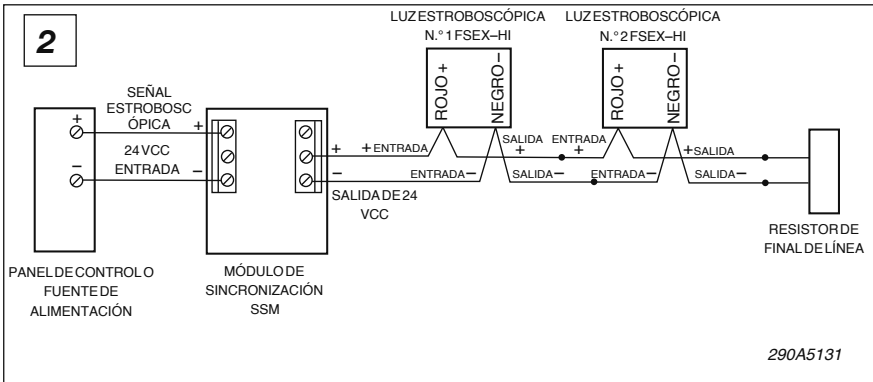 2
LUZ ESTROBOSCÓPICA
N.° 1 FSEX–HI
LUZ ESTROBOSCÓPICA
N.° 2 FSEX–HI
ROJO +
NEGRO –
ROJO +
NEGRO –
SEÑAL
ESTROBOSC
ÓPICA
24 VCC
ENTRADA
+
–
+
–
+
–
+ ENTRADA
ENTRADA –
SALIDA
+
SALIDA –
ENTRADA
+
ENTRADA –
+ SALIDA
SALIDA –
SALIDA DE 24
VCC
PANEL DE CONTROL O
FUENTE DE
ALIMENTACIÓN
MÓDULO DE
SINCRONIZACIÓN
SSM
RESISTOR DE
FINAL DE LÍNEA
290A5131